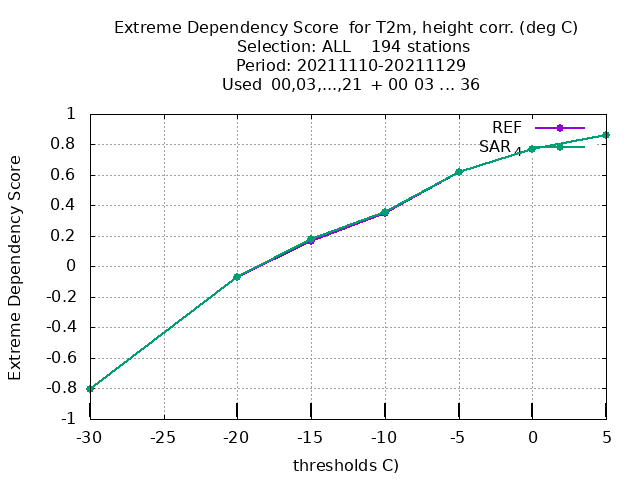 Extreme Dependency Score for T2m, height corr. (deg C)
Selection: ALL 194 stations
Period: 20211110-20211129
Used 00,03,...,21 + 00 03 ... 36
REF
SAR4
Extreme Dependency Score
1
0.8
0.6
0.4
0.2
0
-0.2
-0.4
-0.6
-0.8
-1
-30 -25 -20 -15 -10 -5 0 5
thresholds C)